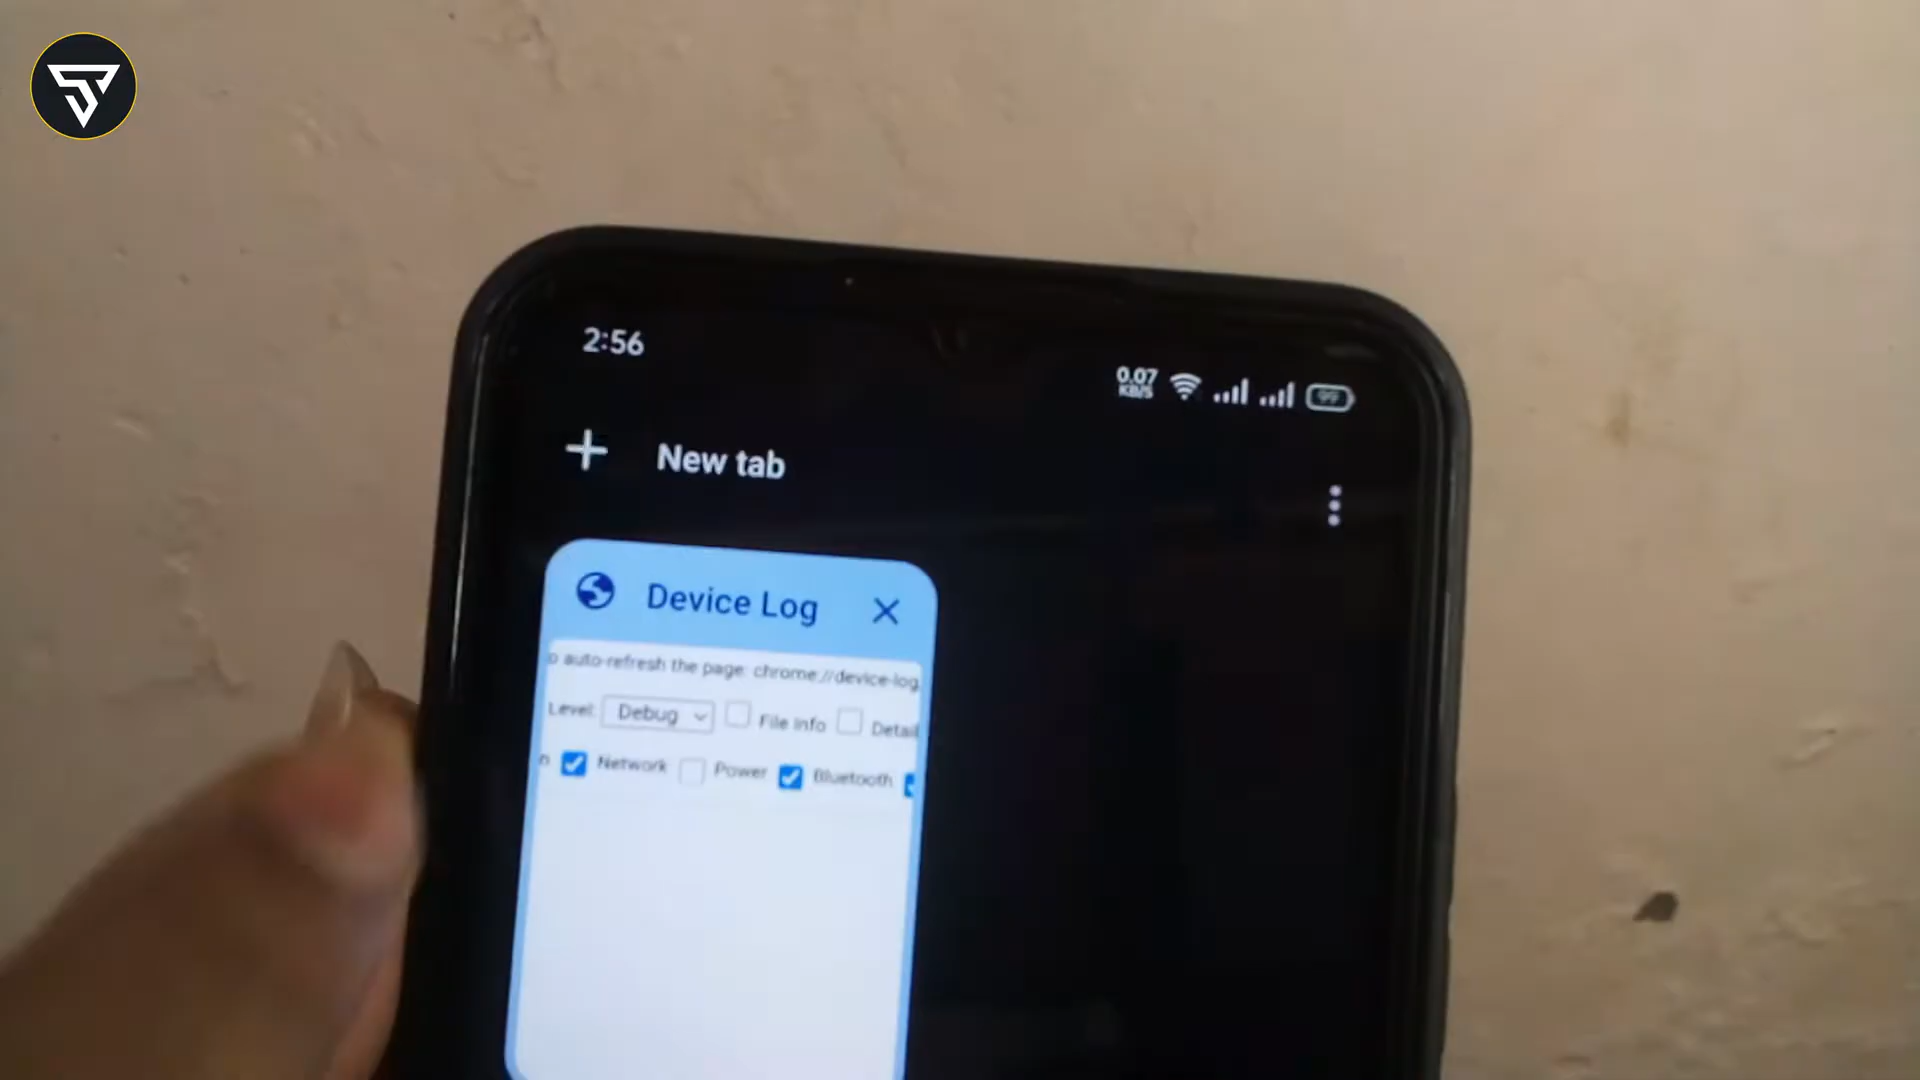 2:56
0.07
KB/S
99
New tab
Device Log
o auto-refresh the page: chrome://device-log
Level: Debug File info Detail
o Network Power Bluetooth